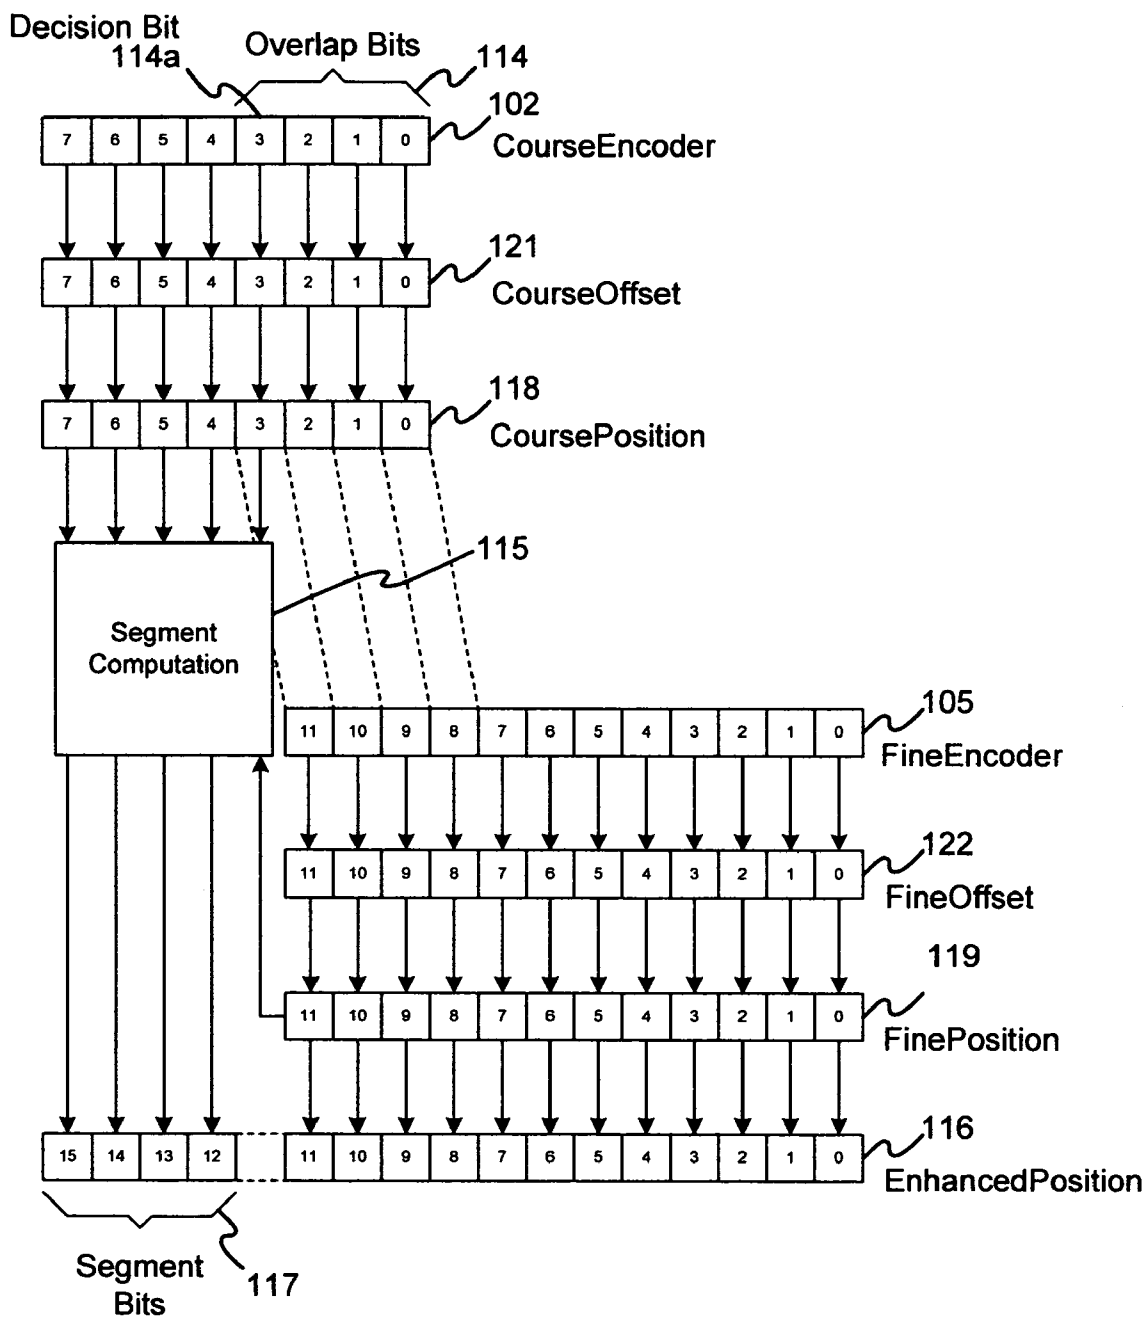 Decision Bit
114a
Overlap Bits
114
102
7 6 5 4 3 2 1 0
CourseEncoder
121
7 6 5 4 3 2 1 0
CourseOffset
118
7 6 5 4 3 2 1 0
CoursePosition
115
Segment
Computation
105
11 10 9 8 7 6 5 4 3 2 1 0
FineEncoder
122
11 10 9 8 7 6 5 4 3 2 1 0
FineOffset
119
11 10 9 8 7 6 5 4 3 2 1 0
FinePosition
116
15 14 13 12 11 10 9 8 7 6 5 4 3 2 1 0
EnhancedPosition
Segment
Bits
117